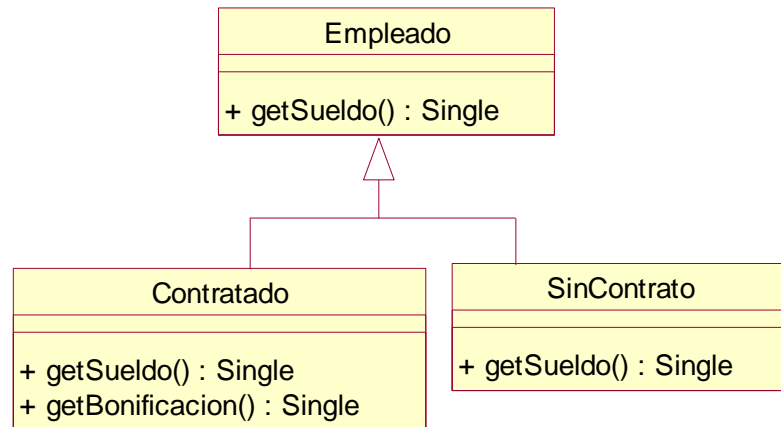 Empleado
+ getSueldo() : Single
Contratado
+ getSueldo() : Single
+ getBonificacion() : Single
SinContrato
+ getSueldo() : Single